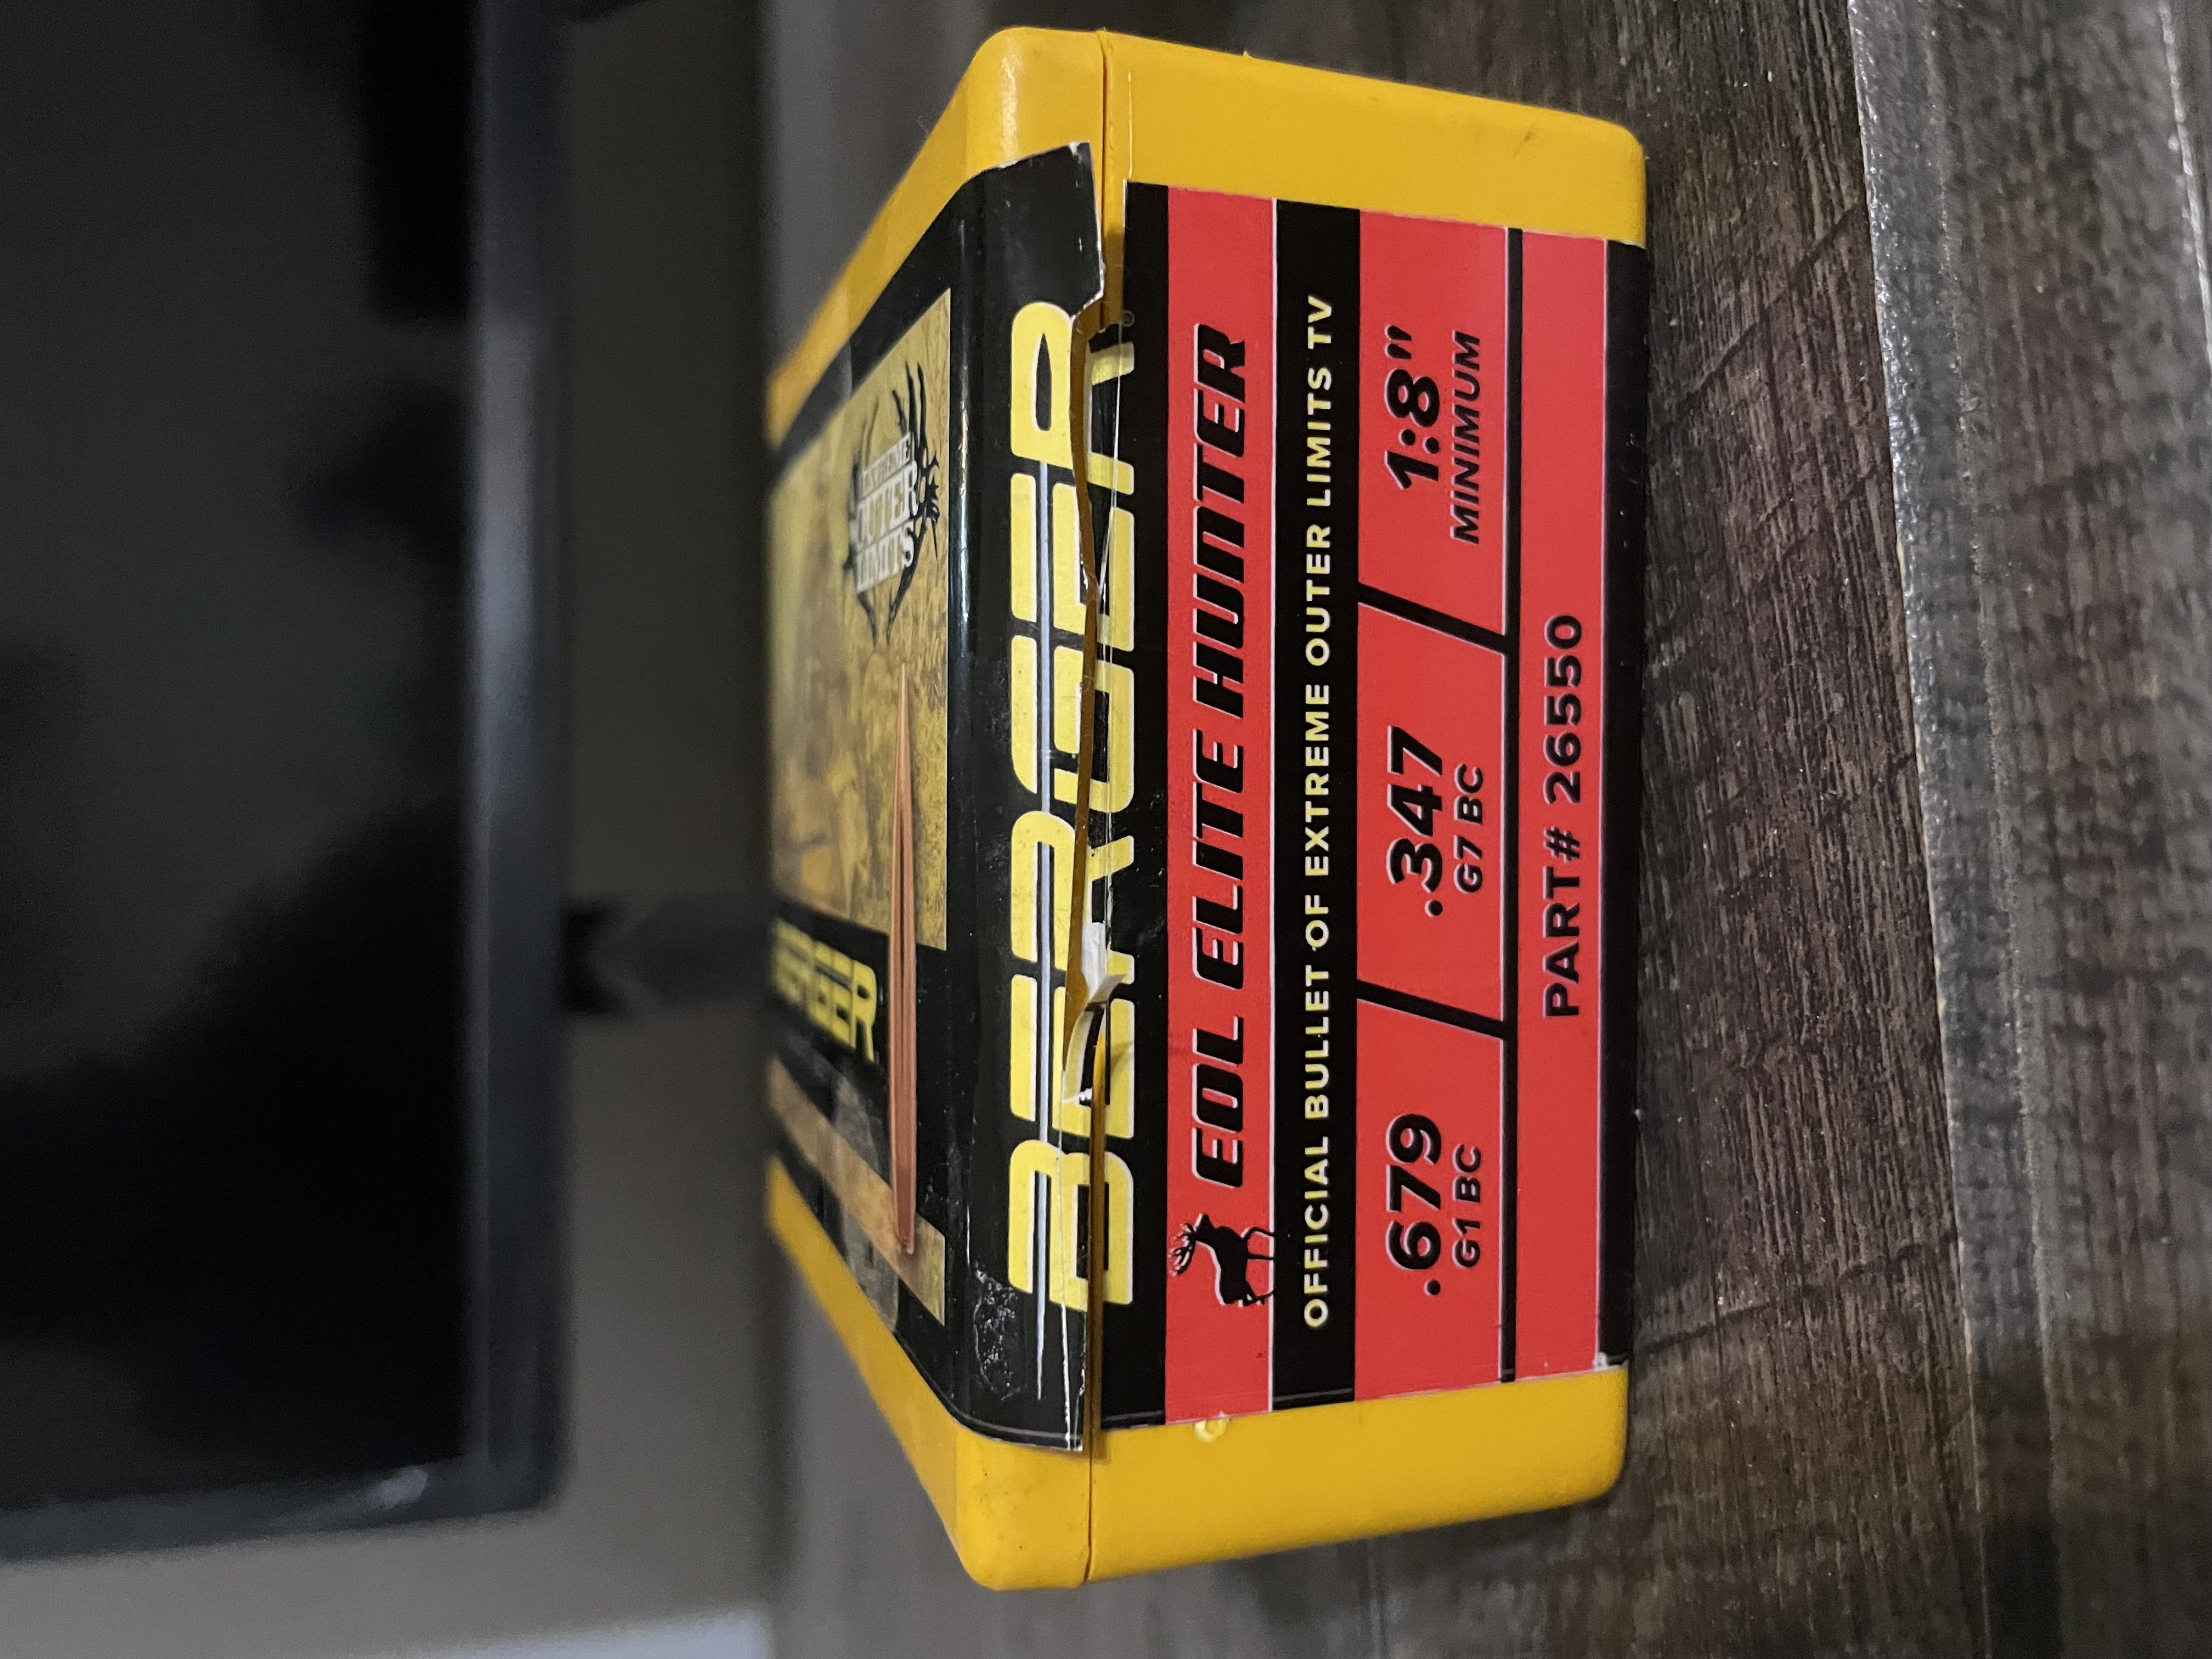 BERGER
EXTREME
OUTER
LIMITS
BERGER
EOL ELITE HUNTER
OFFICIAL BULLET OF EXTREME OUTER LIMITS TV
.679
G1 BC
.347
G7 BC
1:8"
MINIMUM
PART# 26550